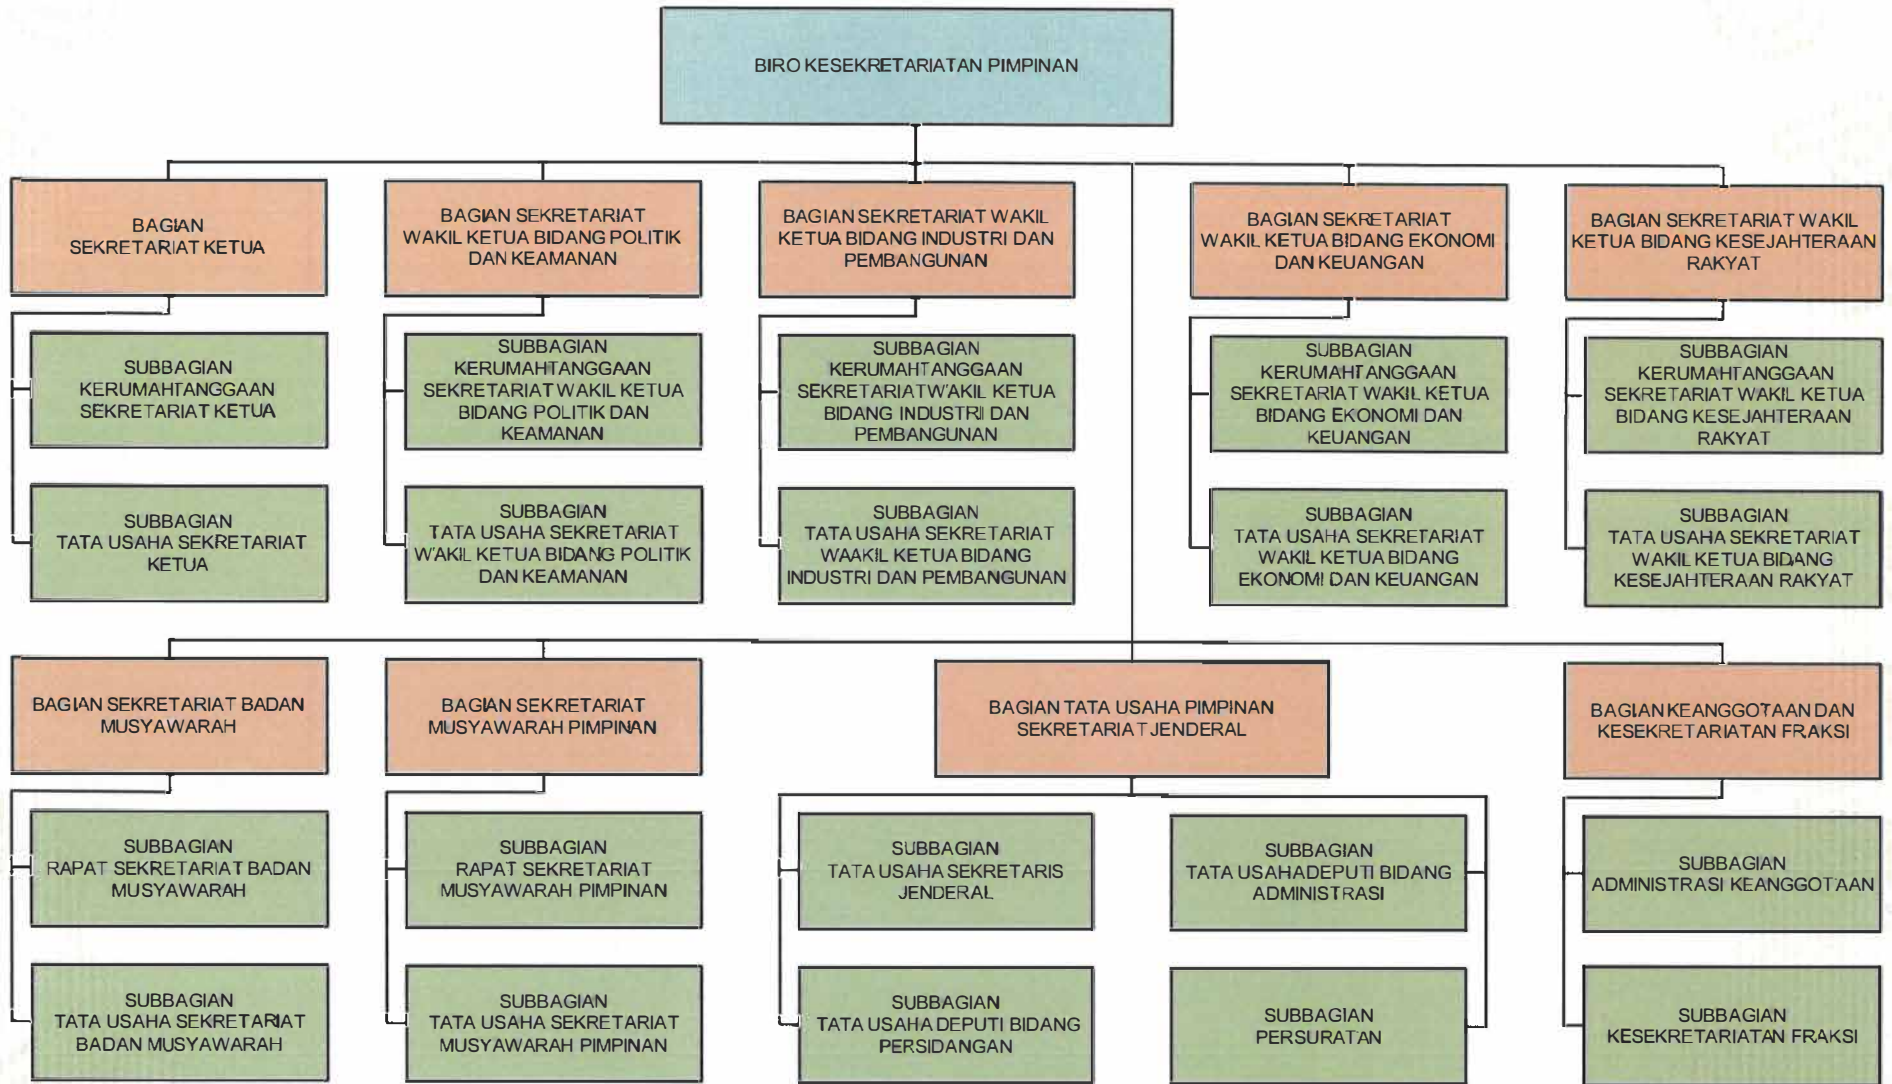 BIRO KESEKRETARIATAN PIMPINAN
BAGIAN
SEKRETARIAT KETUA
BAGIAN SEKRETARIAT
WAKIL KETUA BIDANG POLITIK
DAN KEAMANAN
BAGIAN SEKRETARIAT WAKIL
KETUA BIDANG INDUSTRI DAN
PEMBANGUNAN
BAGIAN SEKRETARIAT
WAKIL KETUA BIDANG EKONOMI
DAN KEUANGAN
BAGIAN SEKRETARIAT WAKIL
KETUA BIDANG KESEJAHTERAAN
RAKYAT
SUBBAGIAN
KERUMAHTANGGAAN
SEKRETARIAT KETUA
SUBBAGIAN
KERUMAHTANGGAAN
SEKRETARIAT WAKIL KETUA
BIDANG POLITIK DAN
KEAMANAN
SUBBAGIAN
KERUMAHTANGGAAN
SEKRETARIAT WAKIL KETUA
BIDANG INDUSTRI DAN
PEMBANGUNAN
SUBBAGIAN
KERUMAHTANGGAAN
SEKRETARIAT WAKIL KETUA
BIDANG EKONOMI DAN
KEUANGAN
SUBBAGIAN
KERUMAHTANGGAAN
SEKRETARIAT WAKIL KETUA
BIDANG KESEJAHTERAAN
RAKYAT
SUBBAGIAN
TATA USAHA SEKRETARIAT
KETUA
SUBBAGIAN
TATA USAHA SEKRETARIAT
WAKIL KETUA BIDANG POLITIK
DAN KEAMANAN
SUBBAGIAN
TATA USAHA SEKRETARIAT
WAAKIL KETUA BIDANG
INDUSTRI DAN PEMBANGUNAN
SUBBAGIAN
TATA USAHA SEKRETARIAT
WAKIL KETUA BIDANG
EKONOMI DAN KEUANGAN
SUBBAGIAN
TATA USAHA SEKRETARIAT
WAKIL KETUA BIDANG
KESEJAHTERAAN RAKYAT
BAGIAN SEKRETARIAT BADAN
MUSYAWARAH
BAGIAN SEKRETARIAT
MUSYAWARAH PIMPINAN
BAGIAN TATA USAHA PIMPINAN
SEKRETARIAT JENDERAL
BAGIAN KEANGGOTAAN DAN
KESEKRETARIATAN FRAKSI
SUBBAGIAN
RAPAT SEKRETARIAT BADAN
MUSYAWARAH
SUBBAGIAN
RAPAT SEKRETARIAT
MUSYAWARAH PIMPINAN
SUBBAGIAN
TATA USAHA SEKRETARIS
JENDERAL
SUBBAGIAN
TATA USAHA DEPUTI BIDANG
ADMINISTRASI
SUBBAGIAN
ADMINISTRASI KEANGGOTAAN
SUBBAGIAN
TATA USAHA SEKRETARIAT
BADAN MUSYAWARAH
SUBBAGIAN
TATA USAHA SEKRETARIAT
MUSYAWARAH PIMPINAN
SUBBAGIAN
TATA USAHA DEPUTI BIDANG
PERSIDANGAN
SUBBAGIAN
PERSURATAN
SUBBAGIAN
KESEKRETARIATAN FRAKSI